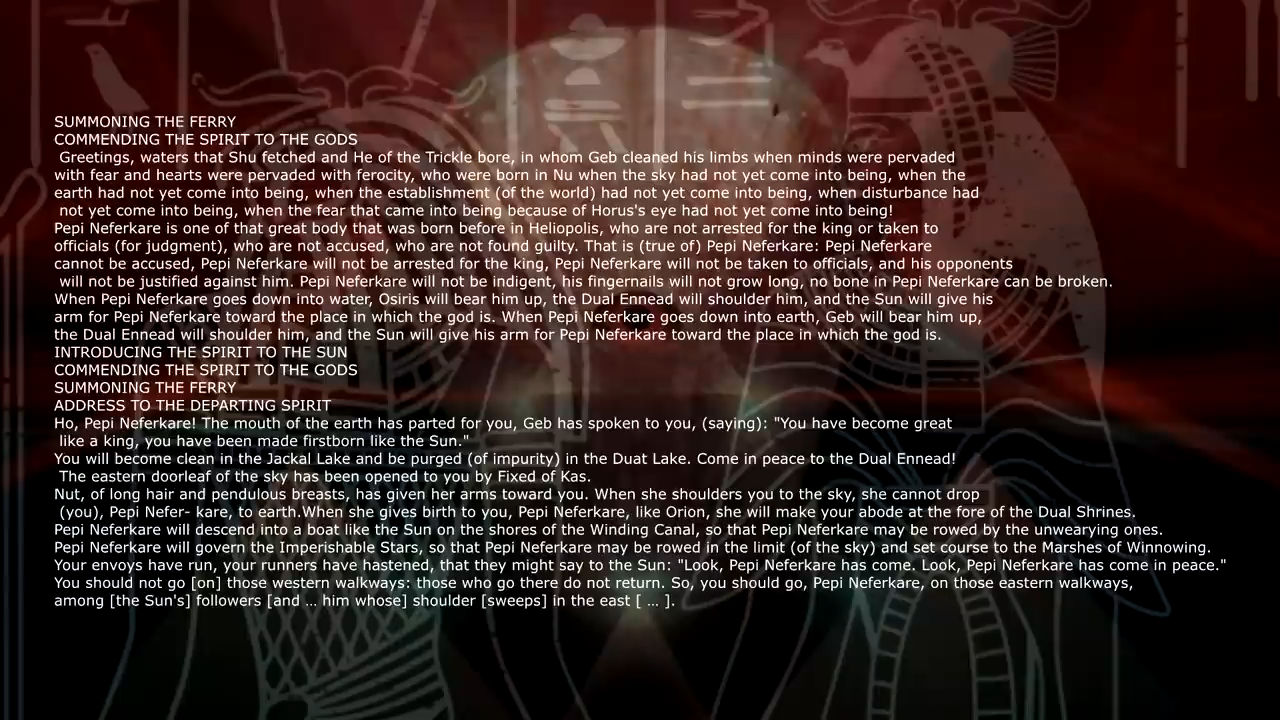 SUMMONING THE FERRY
COMMENDING THE SPIRIT TO THE GODS
Greetings, waters that Shu fetched and He of the Trickle bore, in whom Geb cleaned his limbs when minds were pervaded
with fear and hearts were pervaded with ferocity, who were born in Nu when the sky had not yet come into being, when the
earth had not yet come into being, when the establishment (of the world) had not yet come into being, when disturbance had
not yet come into being, when the fear that came into being because of Horus's eye had not yet come into being!
Pepi Neferkare is one of that great body that was born before in Heliopolis, who are not arrested for the king or taken to
officials (for judgment), who are not accused, who are not found guilty. That is (true of) Pepi Neferkare: Pepi Neferkare
cannot be accused, Pepi Neferkare will not be arrested for the king, Pepi Neferkare will not be taken to officials, and his opponents
will not be justified against him. Pepi Neferkare will not be indigent, his fingernails will not grow long, no bone in Pepi Neferkare can be broken.
When Pepi Neferkare goes down into water, Osiris will bear him up, the Dual Ennead will shoulder him, and the Sun will give his
arm for Pepi Neferkare toward the place in which the god is. When Pepi Neferkare goes down into earth, Geb will bear him up,
the Dual Ennead will shoulder him, and the Sun will give his arm for Pepi Neferkare toward the place in which the god is.
INTRODUCING THE SPIRIT TO THE SUN
COMMENDING THE SPIRIT TO THE GODS
SUMMONING THE FERRY
ADDRESS TO THE DEPARTING SPIRIT
Ho, Pepi Neferkare! The mouth of the earth has parted for you, Geb has spoken to you, (saying): "You have become great
like a king, you have been made firstborn like the Sun."
You will become clean in the Jackal Lake and be purged (of impurity) in the Duat Lake. Come in peace to the Dual Ennead!
The eastern doorleaf of the sky has been opened to you by Fixed of Kas.
Nut, of long hair and pendulous breasts, has given her arms toward you. When she shoulders you to the sky, she cannot drop
(you), Pepi Nefer- kare, to earth.When she gives birth to you, Pepi Neferkare, like Orion, she will make your abode at the fore of the Dual Shrines.
Pepi Neferkare will descend into a boat like the Sun on the shores of the Winding Canal, so that Pepi Neferkare may be rowed by the unwearying ones.
Pepi Neferkare will govern the Imperishable Stars, so that Pepi Neferkare may be rowed in the limit (of the sky) and set course to the Marshes of Winnowing.
Your envoys have run, your runners have hastened, that they might say to the Sun: "Look, Pepi Neferkare has come. Look, Pepi Neferkare has come in peace."
You should not go [on] those western walkways: those who go there do not return. So, you should go, Pepi Neferkare, on those eastern walkways,
among [the Sun's] followers [and ... him whose] shoulder [sweeps] in the east [ ... ].